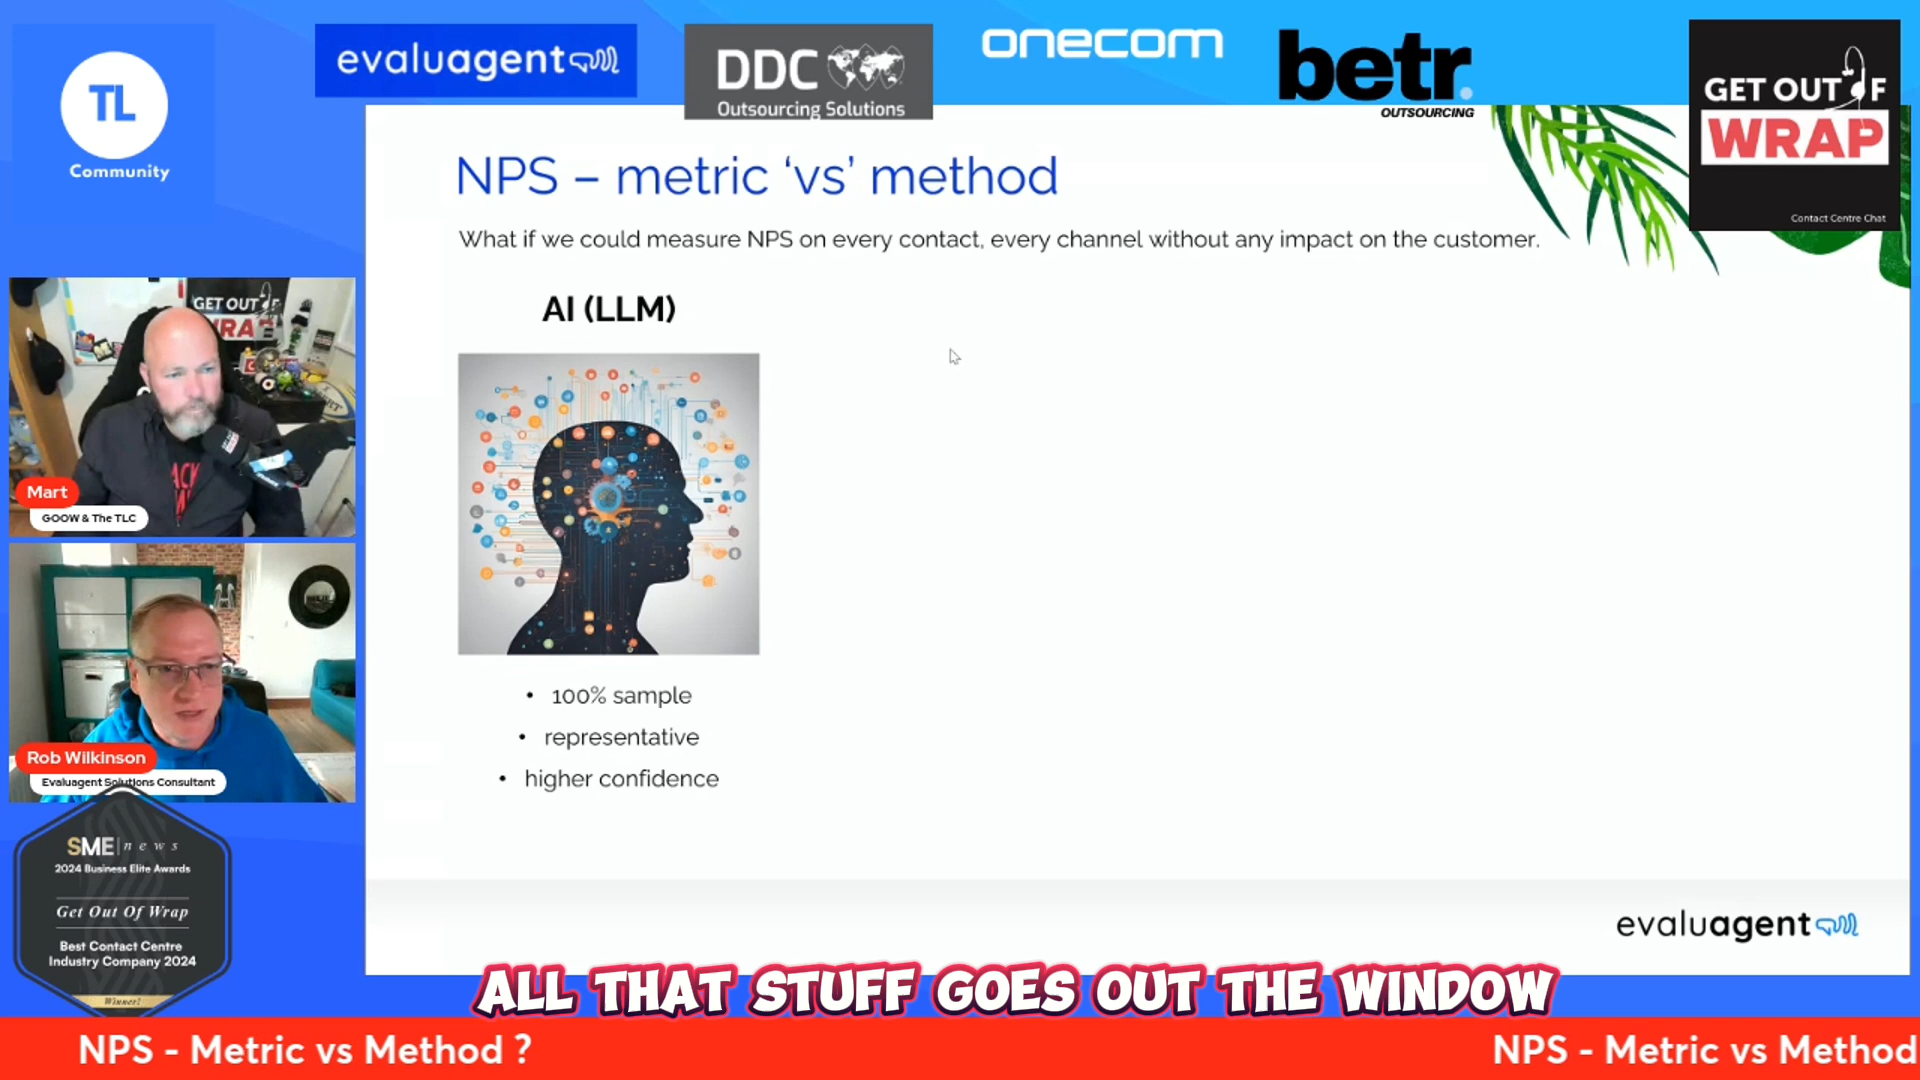 TL
Community
evaluagent
DDC
Outsourcing Solutions
onecom
betr.
OUTSOURCING
GET OUT OF
WRAP
Contact Centre Chat
NPS – metric ‘vs’ method
What if we could measure NPS on every contact, every channel without any impact on the customer.
AI (LLM)
100% sample
representative
higher confidence
GET OUT OF
WRAP
Mart
GOOW & The TLC
Rob Wilkinson
Evaluagent Solutions Consultant
SME news
2024 Business Elite Awards
Get Out Of Wrap
Best Contact Centre
Industry Company 2024
Winner!
evaluagent
ALL THAT STUFF GOES OUT THE WINDOW
NPS - Metric vs Method ?
NPS - Metric vs Method